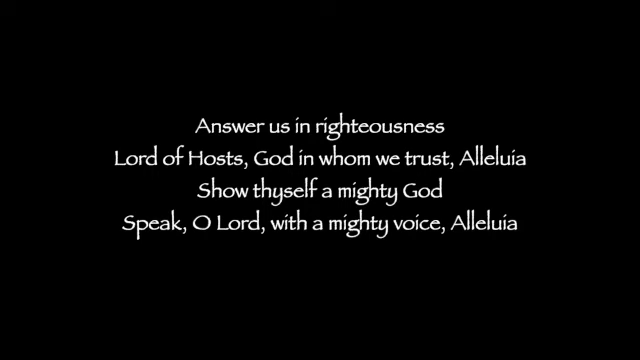 Answer us in righteousness
Lord of Hosts, God in whom we trust, Alleluia
Show thyself a mighty God
Speak, O Lord, with a mighty voice, Alleluia